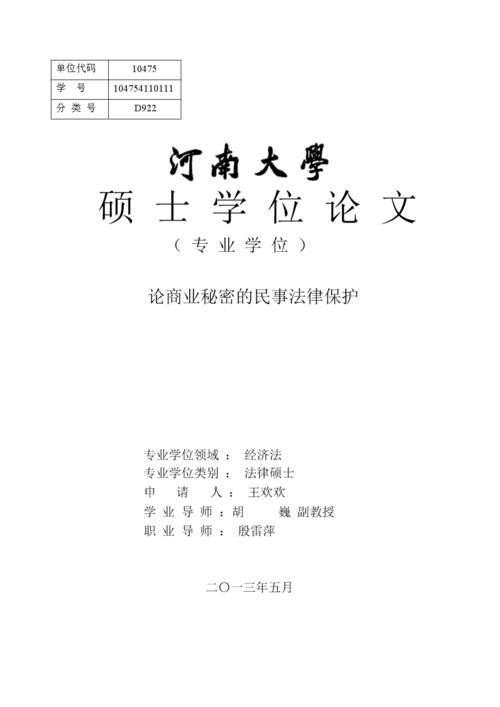 单位代码 10475
学 号 104754110111
分 类 号 D922
河南大學
硕士学位论文
（专业学位）
论商业秘密的民事法律保护
专业学位领域 ： 经济法
专业学位类别 ： 法律硕士
申 请 人 ： 王欢欢
学 业 导 师 ：胡 巍 副教授
职 业 导 师 ： 殷雷萍
二〇一三年五月